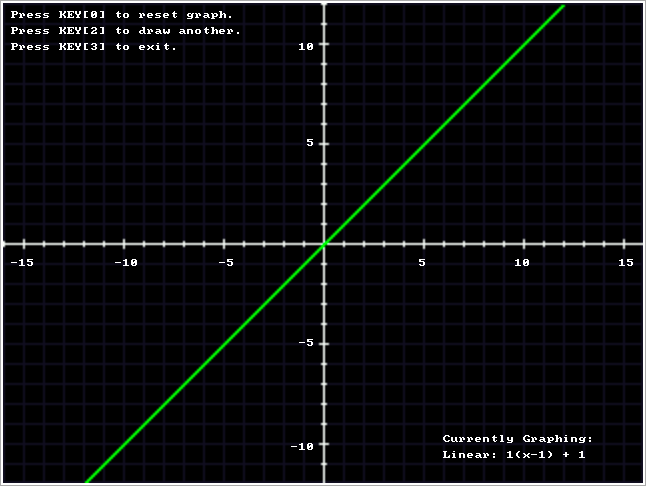 Press KEY[0] to reset graph.
Press KEY[2] to draw another.
Press KEY[3] to exit.
10
5
-15 -10 -5 5 10 15
-5
-10
Currently Graphing:
Linear: 1(x-1) + 1